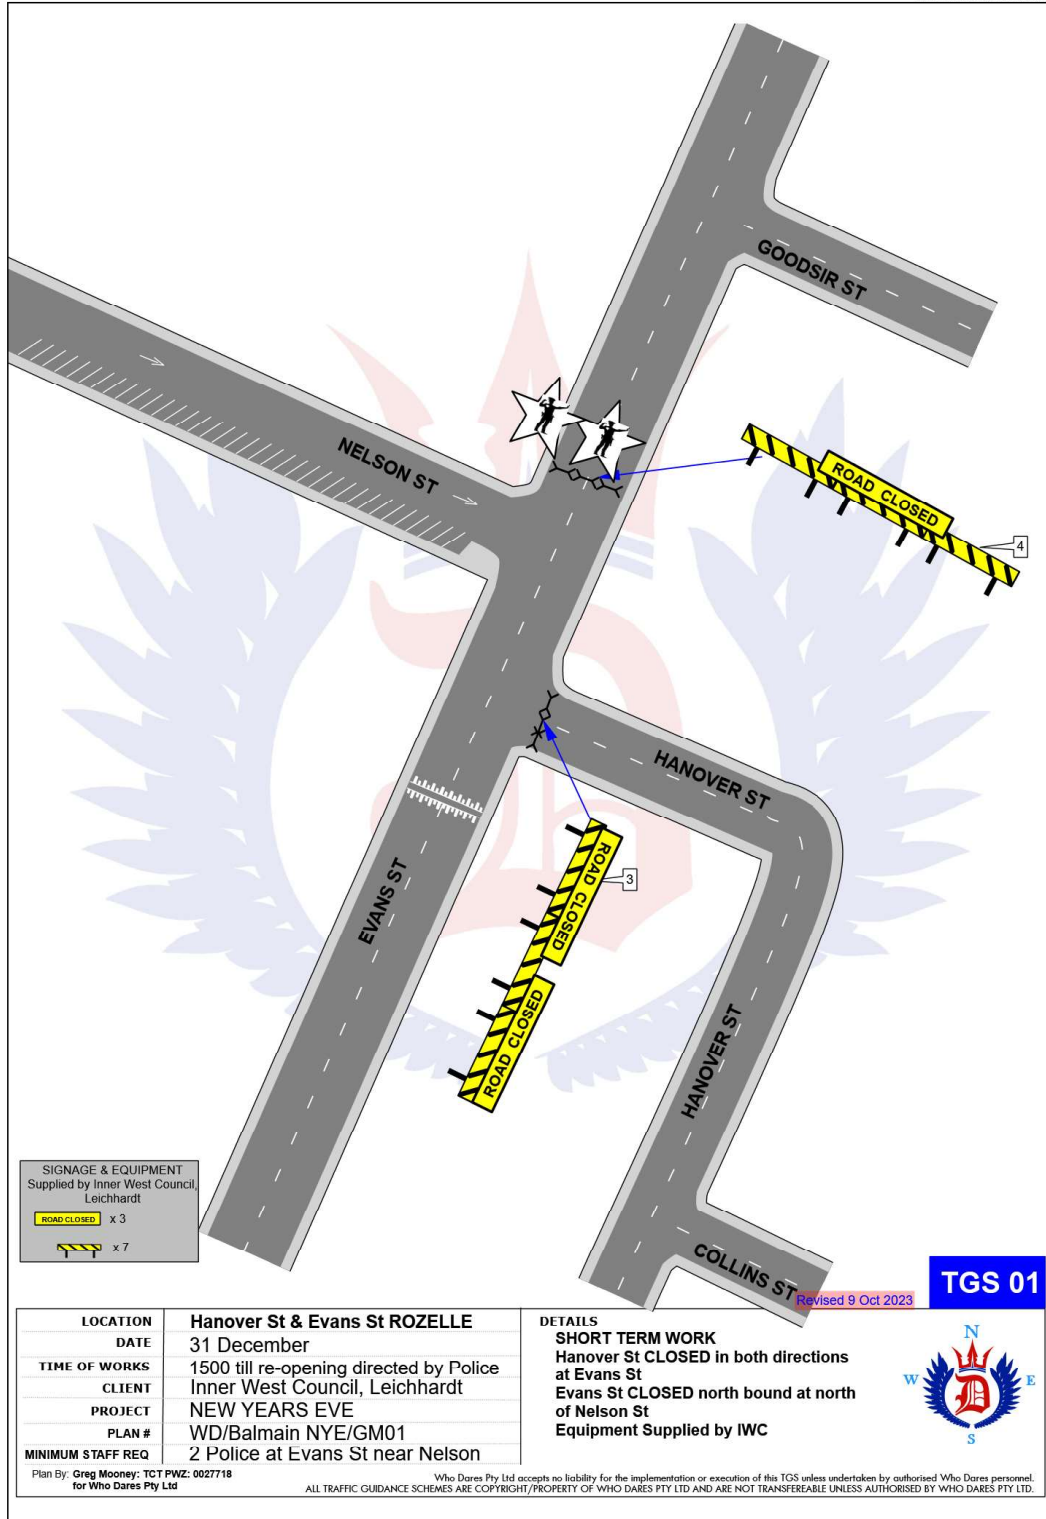 GOODSIR ST
NELSON ST
ROAD CLOSED
4
HANOVER ST
ROAD CLOSED
3
EVANS ST
ROAD CLOSED
HANOVER ST
SIGNAGE & EQUIPMENT
Supplied by Inner West Council,
Leichhardt
ROAD CLOSED x 3
x 7
COLLINS ST
Revised 9 Oct 2023
TGS 01
LOCATION Hanover St & Evans St ROZELLE
DATE 31 December
TIME OF WORKS 1500 till re-opening directed by Police
CLIENT Inner West Council, Leichhardt
PROJECT NEW YEARS EVE
PLAN # WD/Balmain NYE/GM01
MINIMUM STAFF REQ 2 Police at Evans St near Nelson
DETAILS
SHORT TERM WORK
Hanover St CLOSED in both directions
at Evans St
Evans St CLOSED north bound at north
of Nelson St
Equipment Supplied by IWC
N
W D E
S
Plan By: Greg Mooney: TCT PWZ: 0027718
for Who Dares Pty Ltd
Who Dares Pty Ltd accepts no liability for the implementation or execution of this TGS unless undertaken by authorised Who Dares personnel.
ALL TRAFFIC GUIDANCE SCHEMES ARE COPYRIGHT/PROPERTY OF WHO DARES PTY LTD AND ARE NOT TRANSFEREABLE UNLESS AUTHORISED BY WHO DARES PTY LTD.